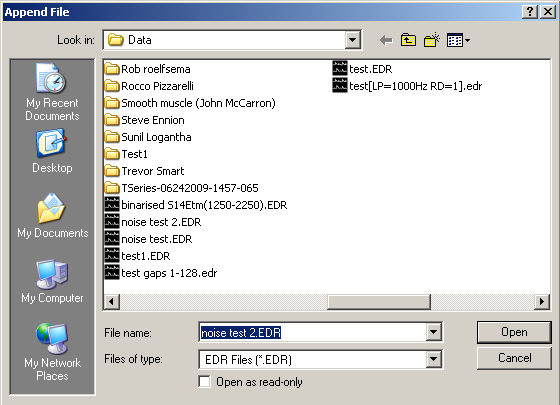 Append File
Look in: Data
My Recent
Documents
Desktop
My Documents
My Computer
My Network
Places
Rob roelfsema
Rocco Pizzarelli
Smooth muscle (John McCarron)
Steve Ennion
Sunil Logantha
Test1
Trevor Smart
TSeries-06242009-1457-065
binarised S14Etm(1250-2250).EDR
noise test 2.EDR
noise test.EDR
test1.EDR
test gaps 1-128.edr
test.EDR
test[LP=1000Hz RD=1].edr
File name: noise test 2.EDR Open
Files of type: EDR Files (*.EDR) Cancel
Open as read-only